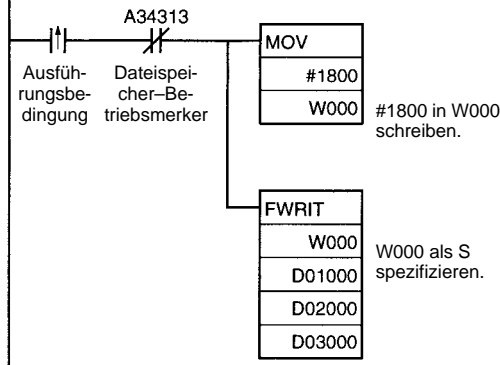 A34313
Ausfüh-
rungsbe-
dingung
Dateispei-
cher–Be-
triebsmerker
MOV
#1800
W000
#1800 in W000
schreiben.
FWRIT
W000
D01000
D02000
D03000
W000 als S
spezifizieren.